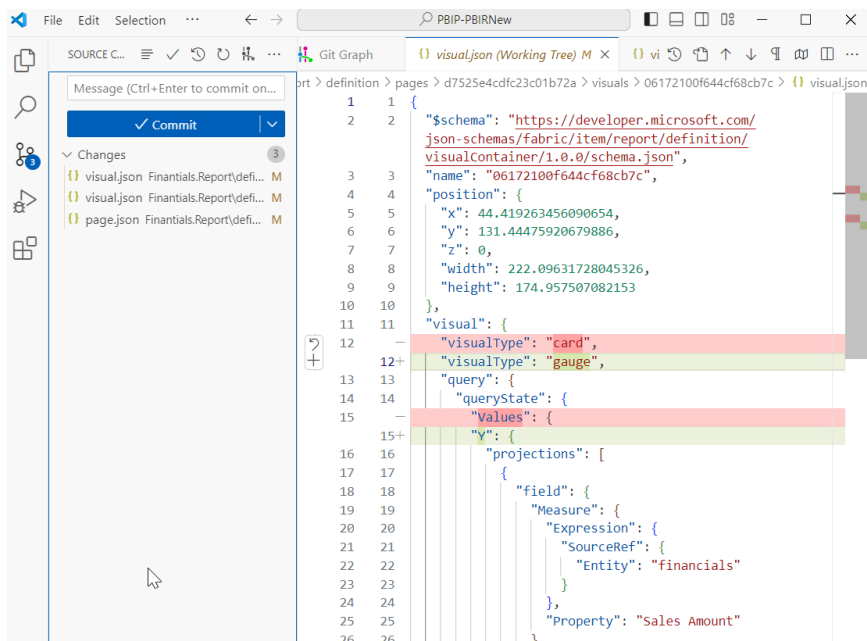 File Edit Selection ··· PBIP-PBIRNew
SOURCE C... Git Graph {} visual.json (Working Tree) M {} vi
Message (Ctrl+Enter to commit on...
Commit
Changes 3
{} visual.json Finantials.Report\defi... M
{} visual.json Finantials.Report\defi... M
{} page.json Finantials.Report\defi... M
3
ort > definition > pages > d7525e4cdfc23c01b72a > visuals > 06172100f644cf68cb7c > {} visual.json
1 1 {
2 2 "$schema": "https://developer.microsoft.com/
json-schemas/fabric/item/report/definition/
visualContainer/1.0.0/schema.json",
3 3 "name": "06172100f644cf68cb7c",
4 4 "position": {
5 5 "x": 44.419263456090654,
6 6 "y": 131.44475920679886,
7 7 "z": 0,
8 8 "width": 222.09631728045326,
9 9 "height": 174.957507082153
10 10 },
11 11 "visual": {
12 — "visualType": "card",
12+ "visualType": "gauge",
13 13 "query": {
14 14 "queryState": {
15 — "Values": {
15+ "Y": {
16 16 "projections": [
17 17 {
18 18 "field": {
19 19 "Measure": {
20 20 "Expression": {
21 21 "SourceRef": {
22 22 "Entity": "financials"
23 23 }
24 24 },
25 25 "Property": "Sales Amount"
26 26 }